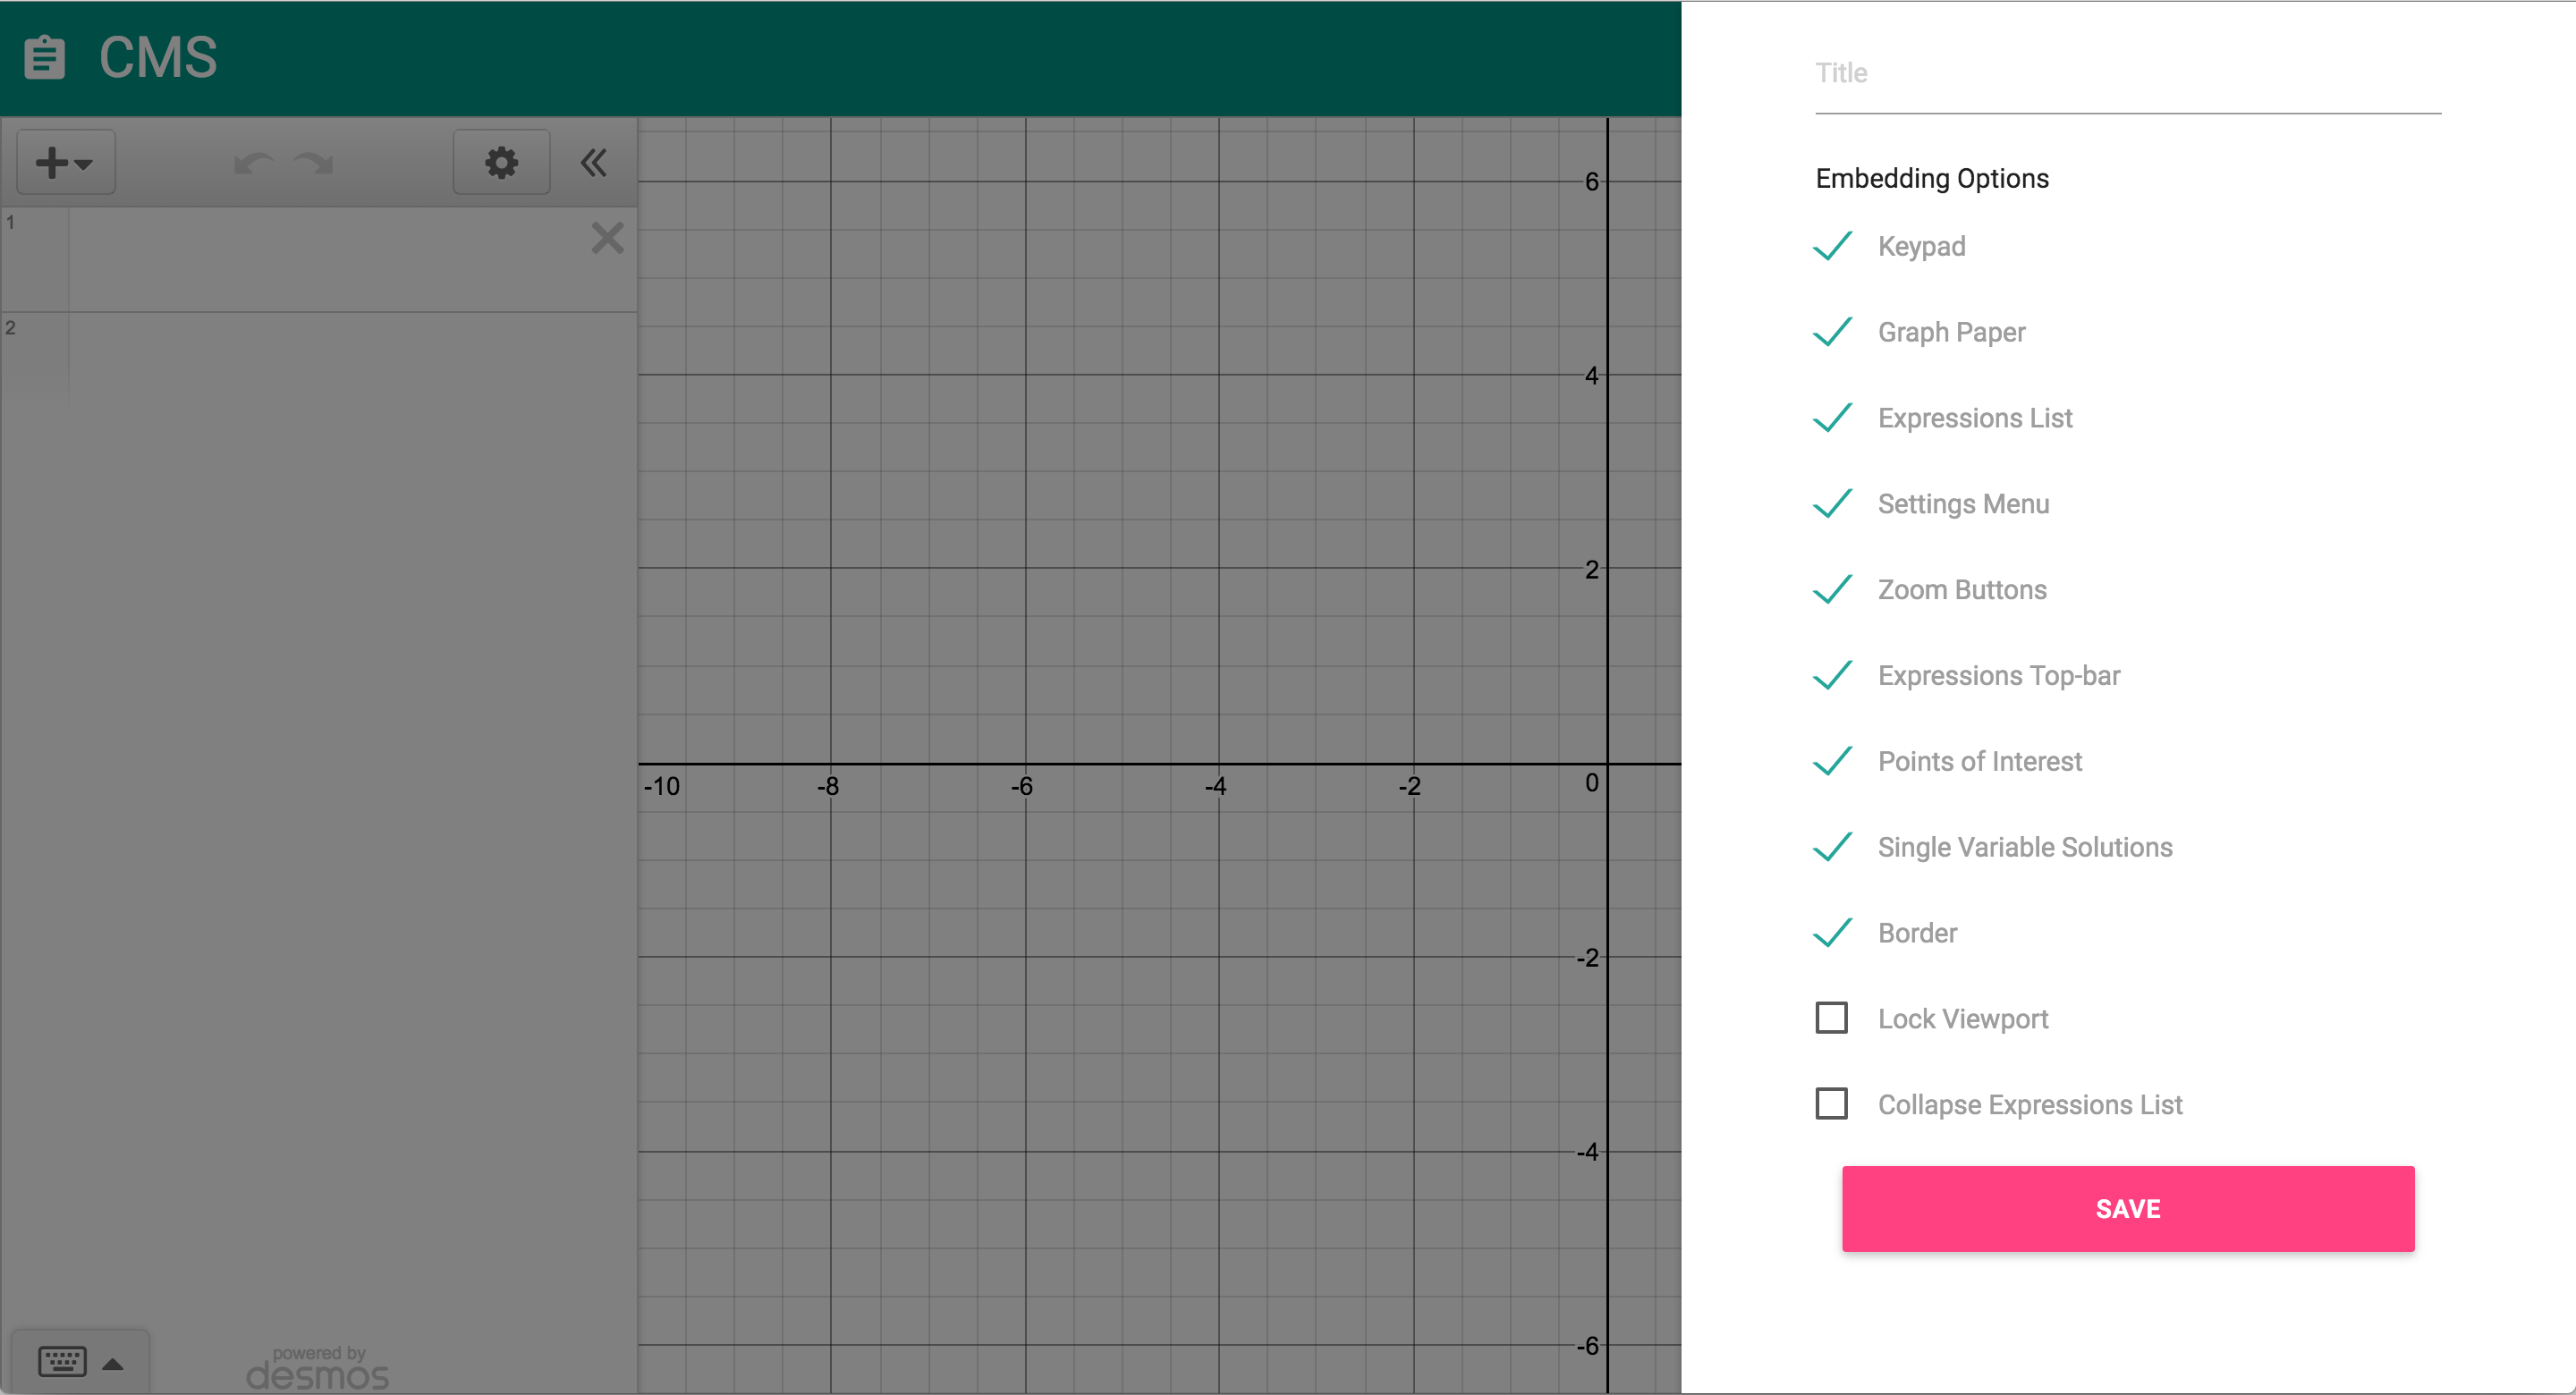 CMS
1
2
6
4
2
-10
-8
-6
-4
-2
0
-2
-4
-6
powered by
desmos
Title
Embedding Options
Keypad
Graph Paper
Expressions List
Settings Menu
Zoom Buttons
Expressions Top-bar
Points of Interest
Single Variable Solutions
Border
Lock Viewport
Collapse Expressions List
SAVE